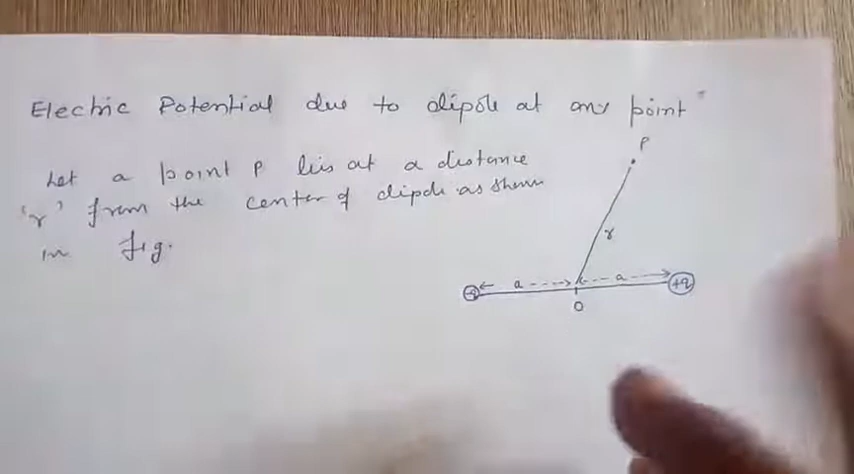 Electric Potential due to dipole at any point"
Let a point P lies at a distance
'r' from the center of dipole as shown
in fig.
P
r
a
a
-q
+q
O